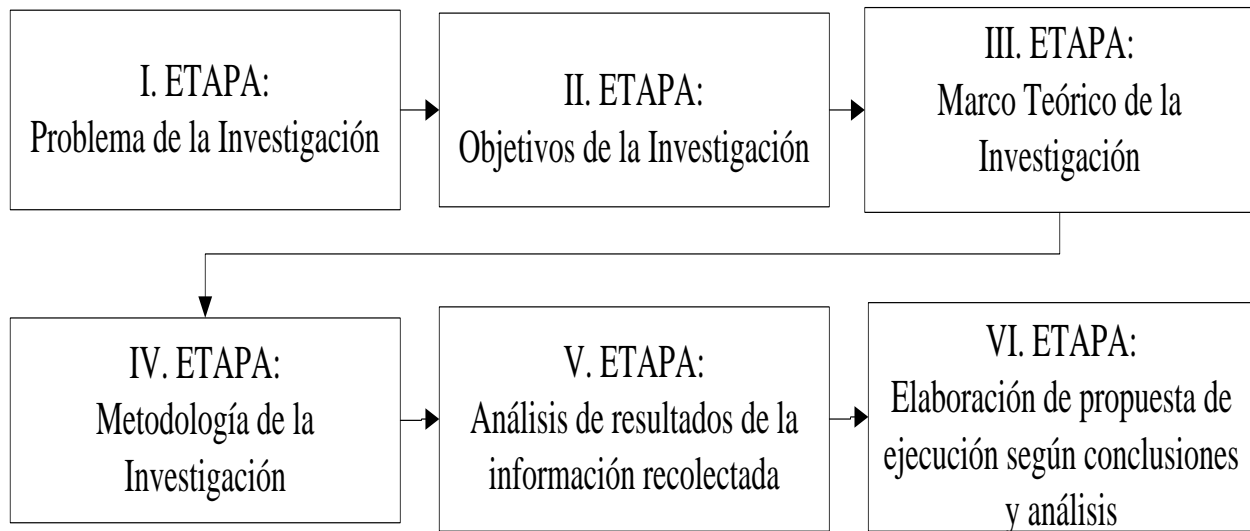 I. ETAPA:
Problema de la Investigación
II. ETAPA:
Objetivos de la Investigación
III. ETAPA:
Marco Teórico de la
Investigación
IV. ETAPA:
Metodología de la
Investigación
V. ETAPA:
Análisis de resultados de la
información recolectada
VI. ETAPA:
Elaboración de propuesta de
ejecución según conclusiones
y análisis